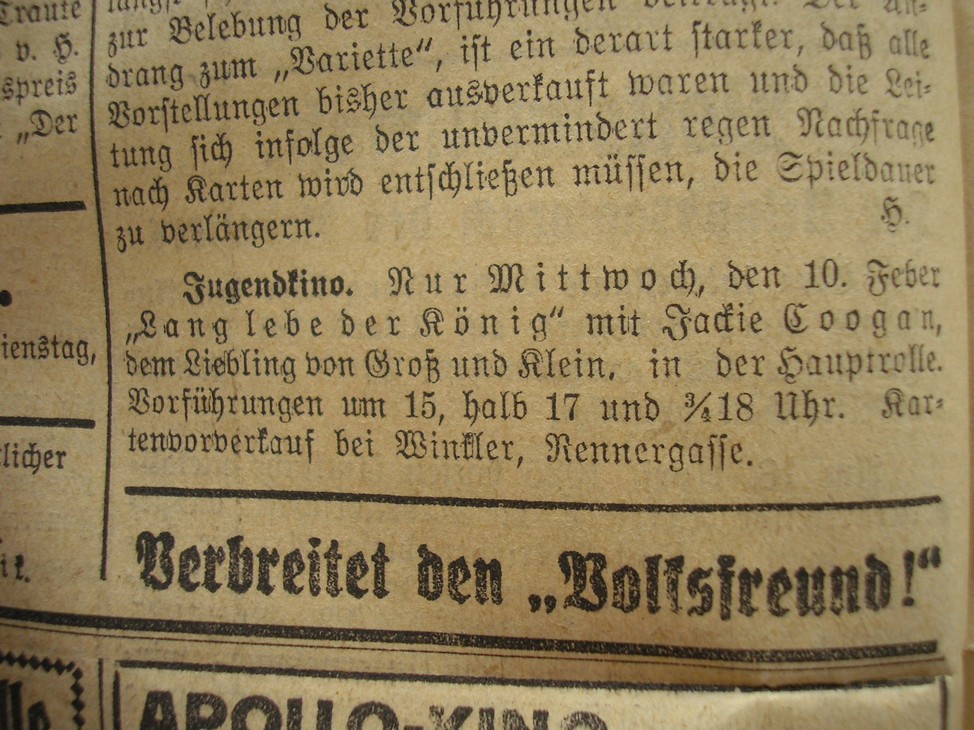 Traute
v. H.
spreis
„Der
ienstag,
tlicher
zur Belebung der Vorführungen
drang zum „Variette“, ist ein derart starker, daß alle
Vorstellungen bisher ausverkauft waren und die Lei-
tung sich infolge der unvermindert regen Nachfrage
nach Karten wird entschließen müssen, die Spieldauer
zu verlängern. H.
Jugendkino. Nur Mittwoch, den 10. Feber
„Lang lebe der König“ mit Jackie Coogan,
dem Liebling von Groß und Klein, in der Hauptrolle.
Vorführungen um 15, halb 17 und ¾18 Uhr. Kar-
tenvorverkauf bei Winkler, Rennergasse.
Verbreitet den „Volksfreund!“
APOLLO-KINO